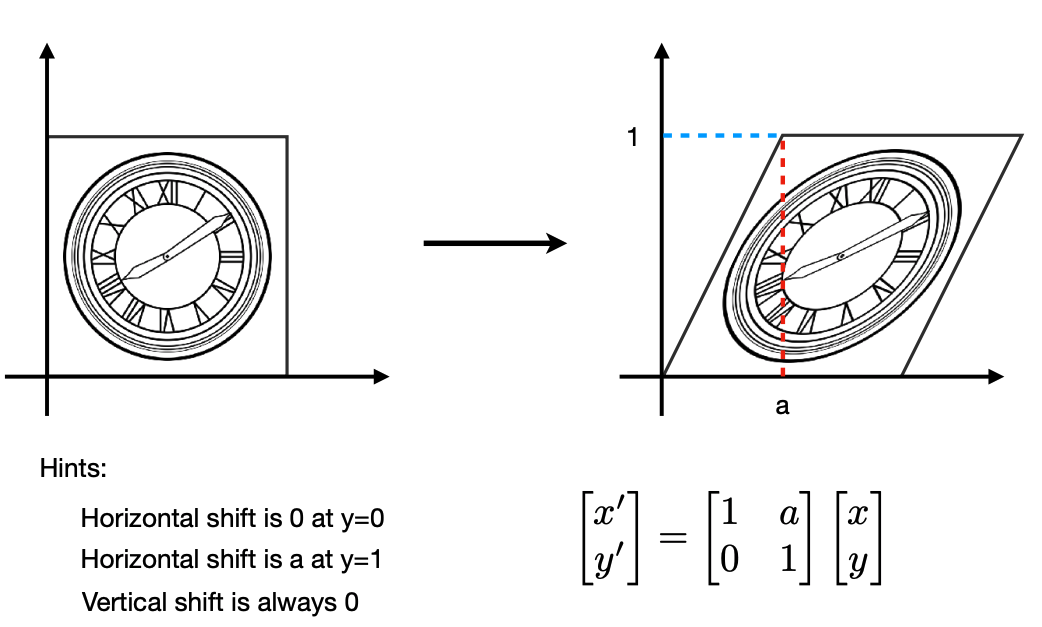 1
a
Hints:
Horizontal shift is 0 at y=0
Horizontal shift is a at y=1
Vertical shift is always 0
[x′ y′] = [1 a; 0 1] [x y]